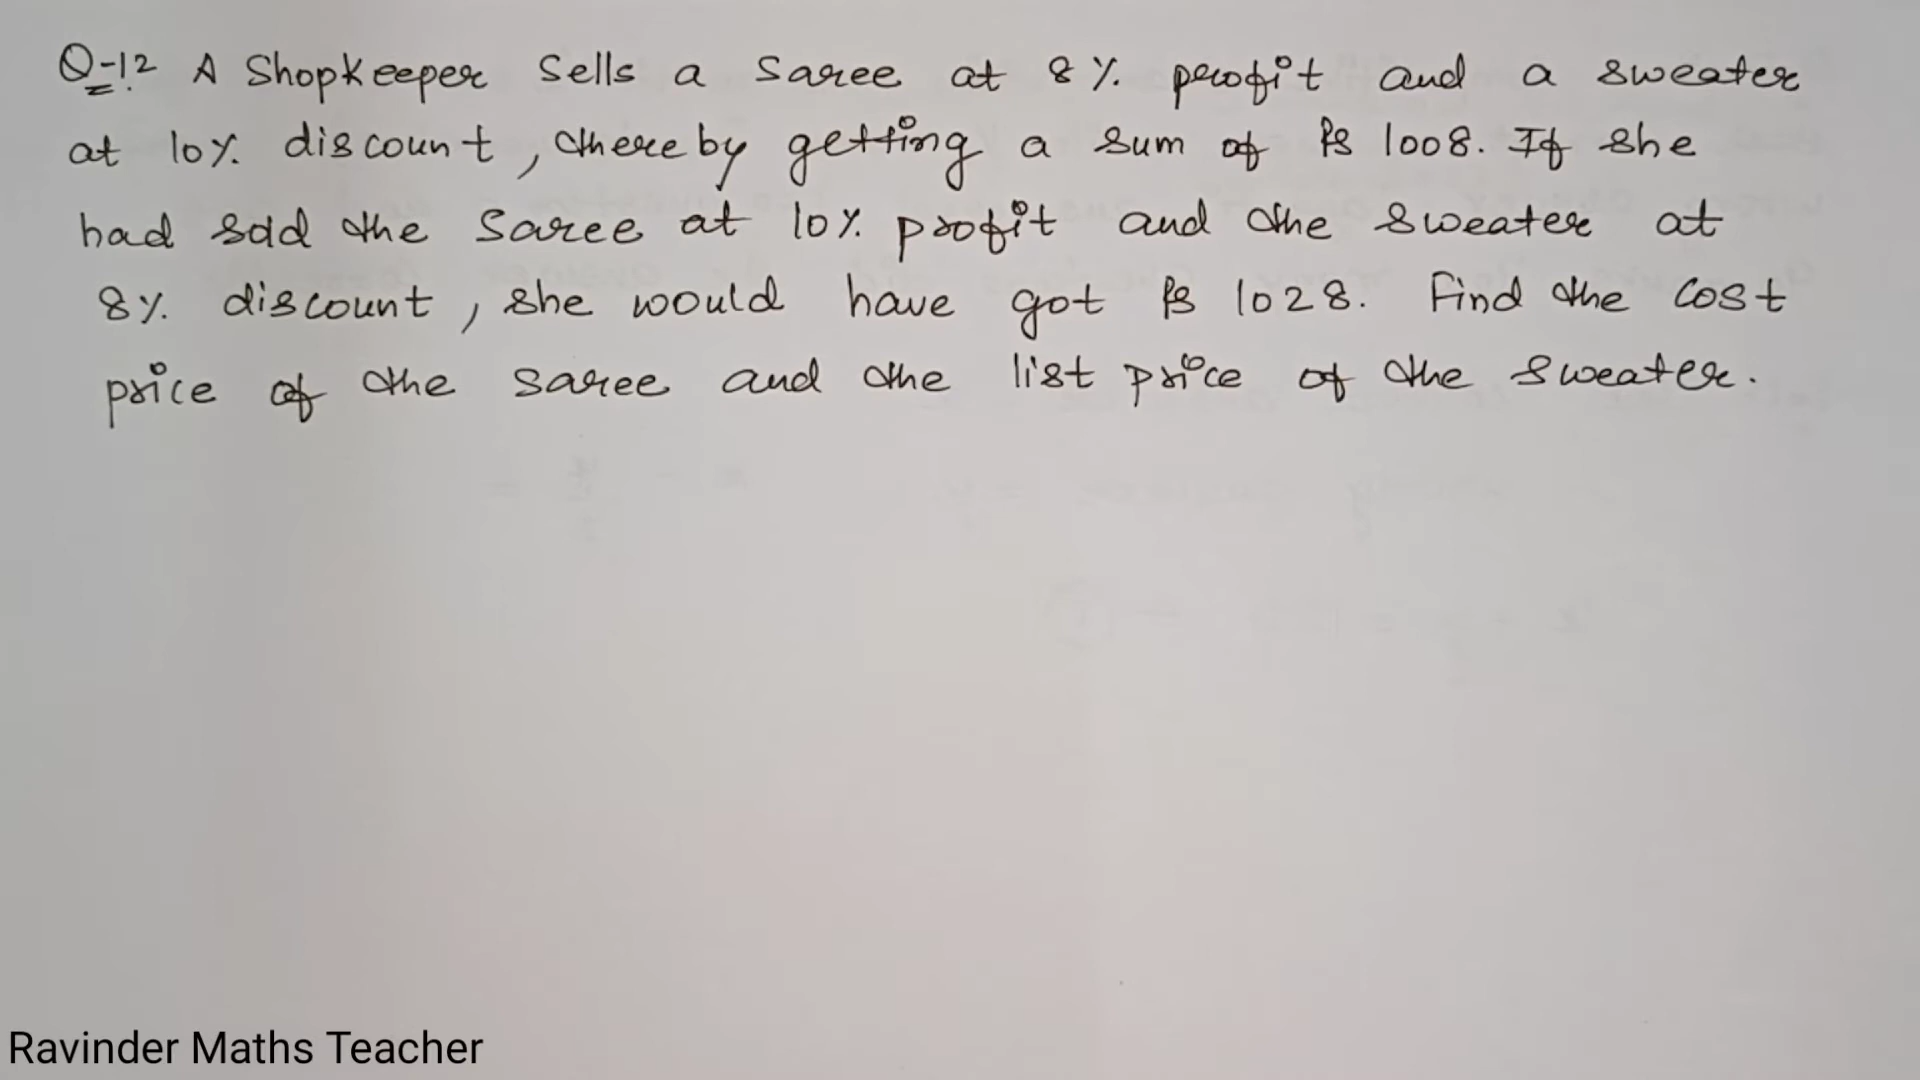 Q-12 A Shopkeeper Sells a Saree at 8% profit and a sweater
at 10% discount, thereby getting a sum of Rs 1008. If she
had sold the Saree at 10% profit and the sweater at
8% discount, she would have got Rs 1028. Find the cost
price of the saree and the list price of the sweater.
Ravinder Maths Teacher